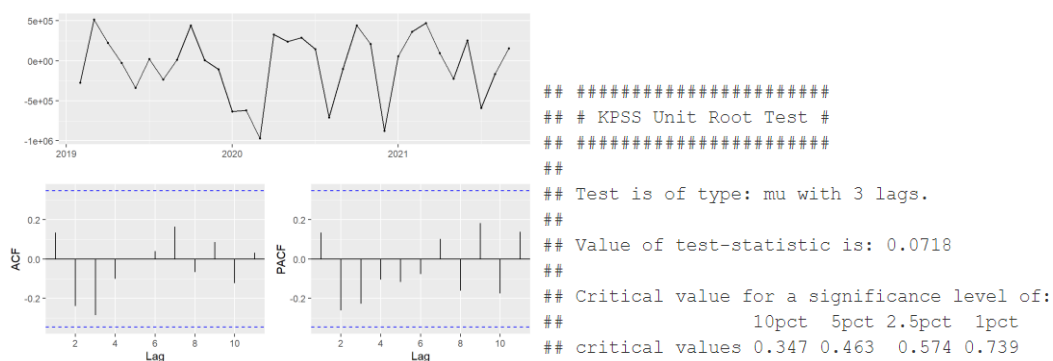 5e+05
0e+00
-5e+05
-1e+06
2019 2020 2021
0.2
0.0
-0.2
ACF
2 4 6 8 10
Lag
0.2
0.0
-0.2
PACF
2 4 6 8 10
Lag
## #######################
## # KPSS Unit Root Test #
## #######################
##
## Test is of type: mu with 3 lags.
##
## Value of test-statistic is: 0.0718
##
## Critical value for a significance level of:
## 10pct 5pct 2.5pct 1pct
## critical values 0.347 0.463 0.574 0.739